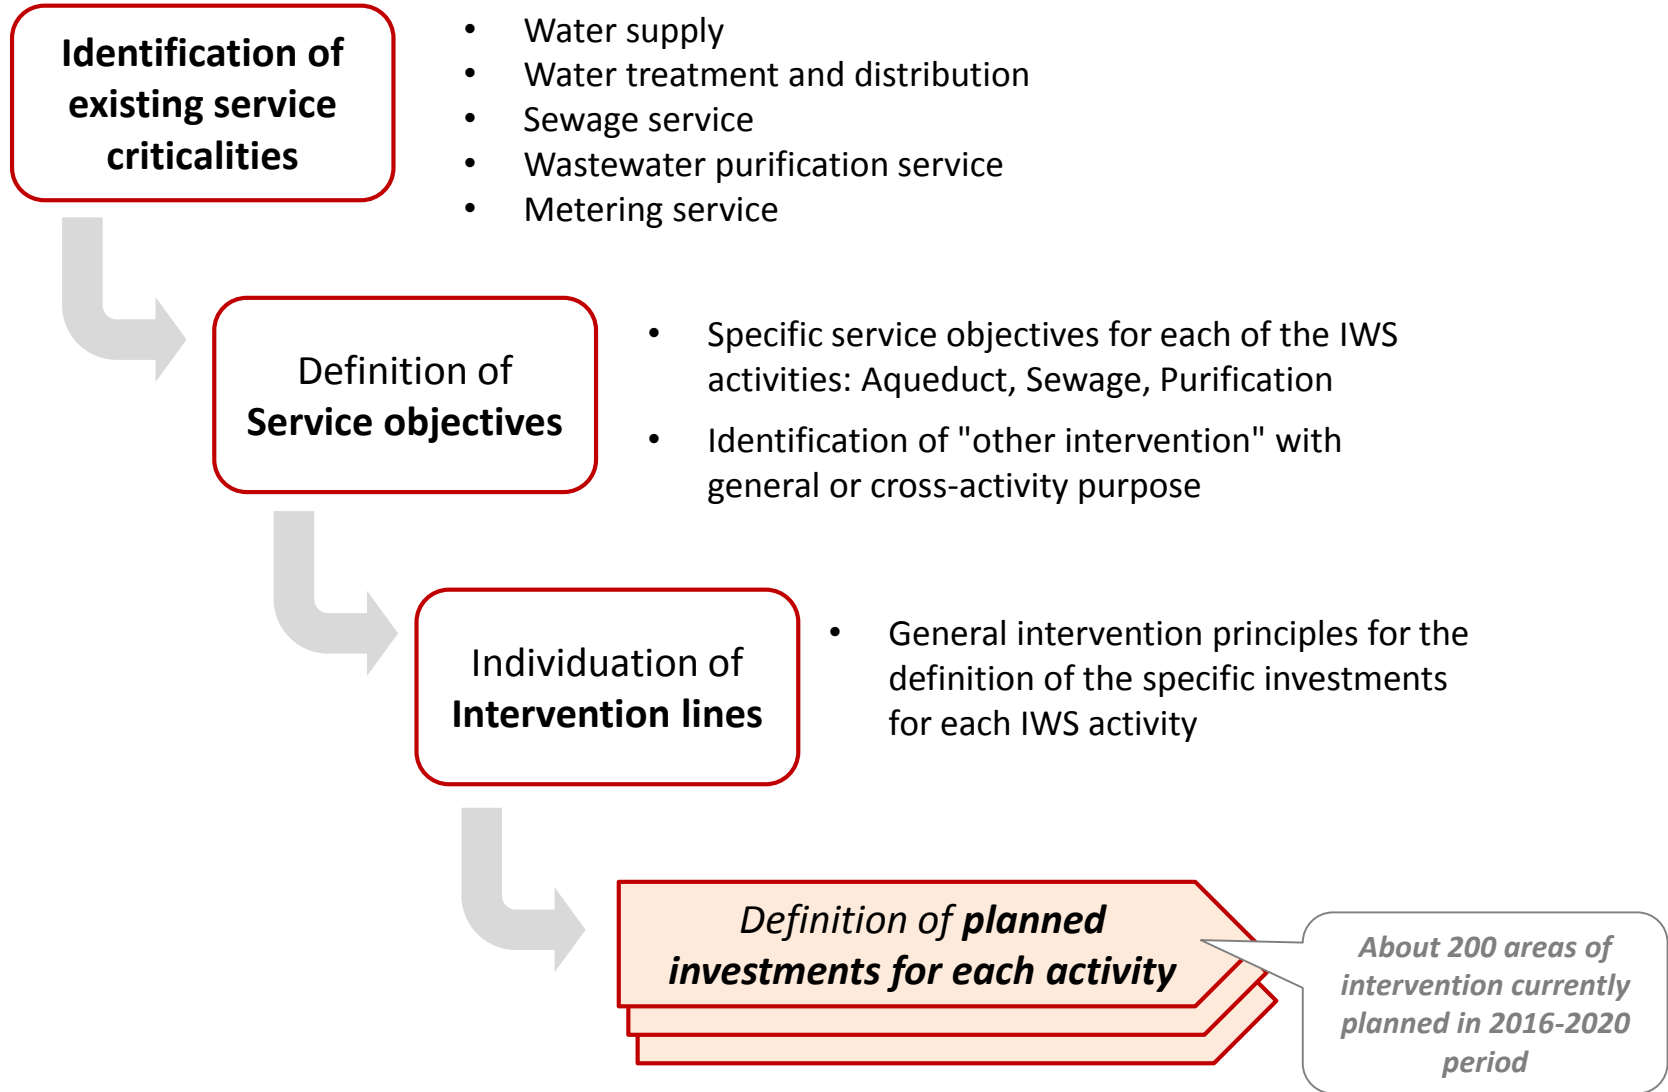 Identification of
existing service
criticalities
• Water supply
• Water treatment and distribution
• Sewage service
• Wastewater purification service
• Metering service
Definition of
Service objectives
• Specific service objectives for each of the IWS
activities: Aqueduct, Sewage, Purification
• Identification of "other intervention" with
general or cross-activity purpose
Individuation of
Intervention lines
• General intervention principles for the
definition of the specific investments
for each IWS activity
Definition of planned
investments for each activity
About 200 areas of
intervention currently
planned in 2016-2020
period